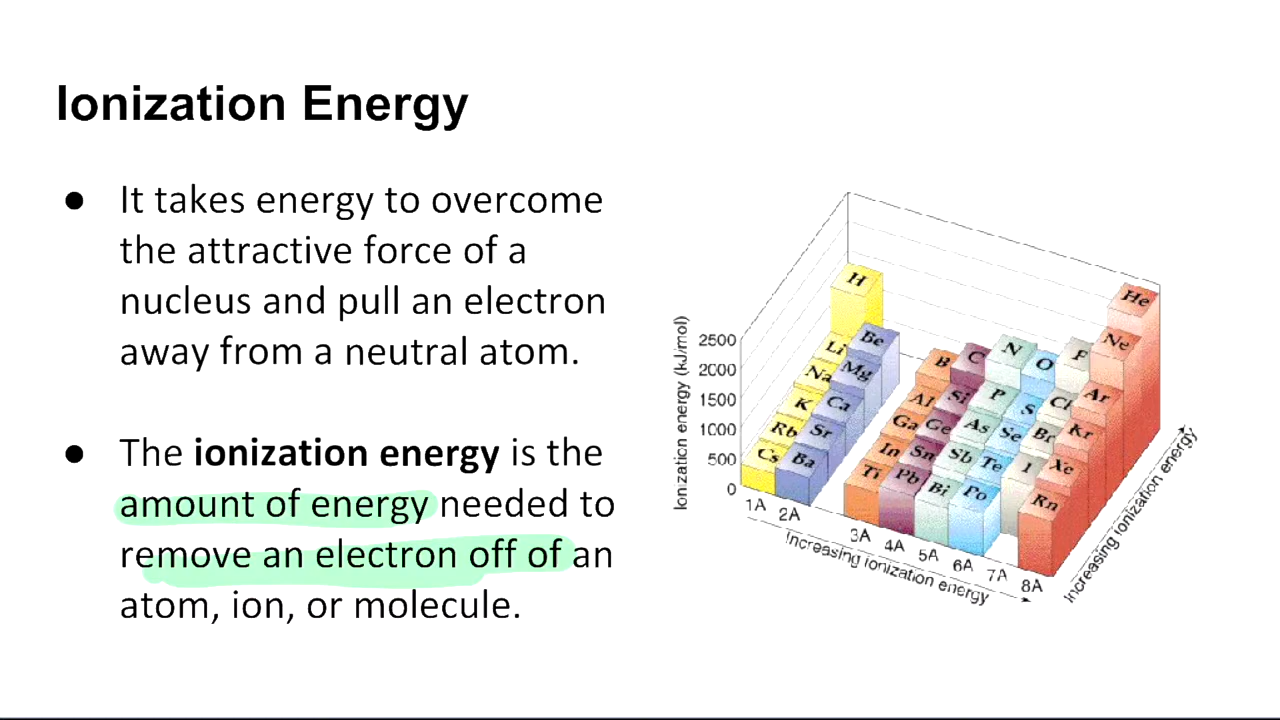 Ionization Energy
● It takes energy to overcome
the attractive force of a
nucleus and pull an electron
away from a neutral atom.
● The ionization energy is the
amount of energy needed to
remove an electron off of an
atom, ion, or molecule.
Ionization energy (kJ/mol)
2500
2000
1500
1000
500
0
H
He
Li Be B C N O F Ne
Na Mg Al Si P S Cl Ar
K Ca Ga Ge As Se Br Kr
Rb Sr In Sn Sb Te I Xe
Cs Ba Ti Pb Bi Po Rn
1A 2A 3A 4A 5A 6A 7A 8A
Increasing ionization energy
Increasing ionization energy